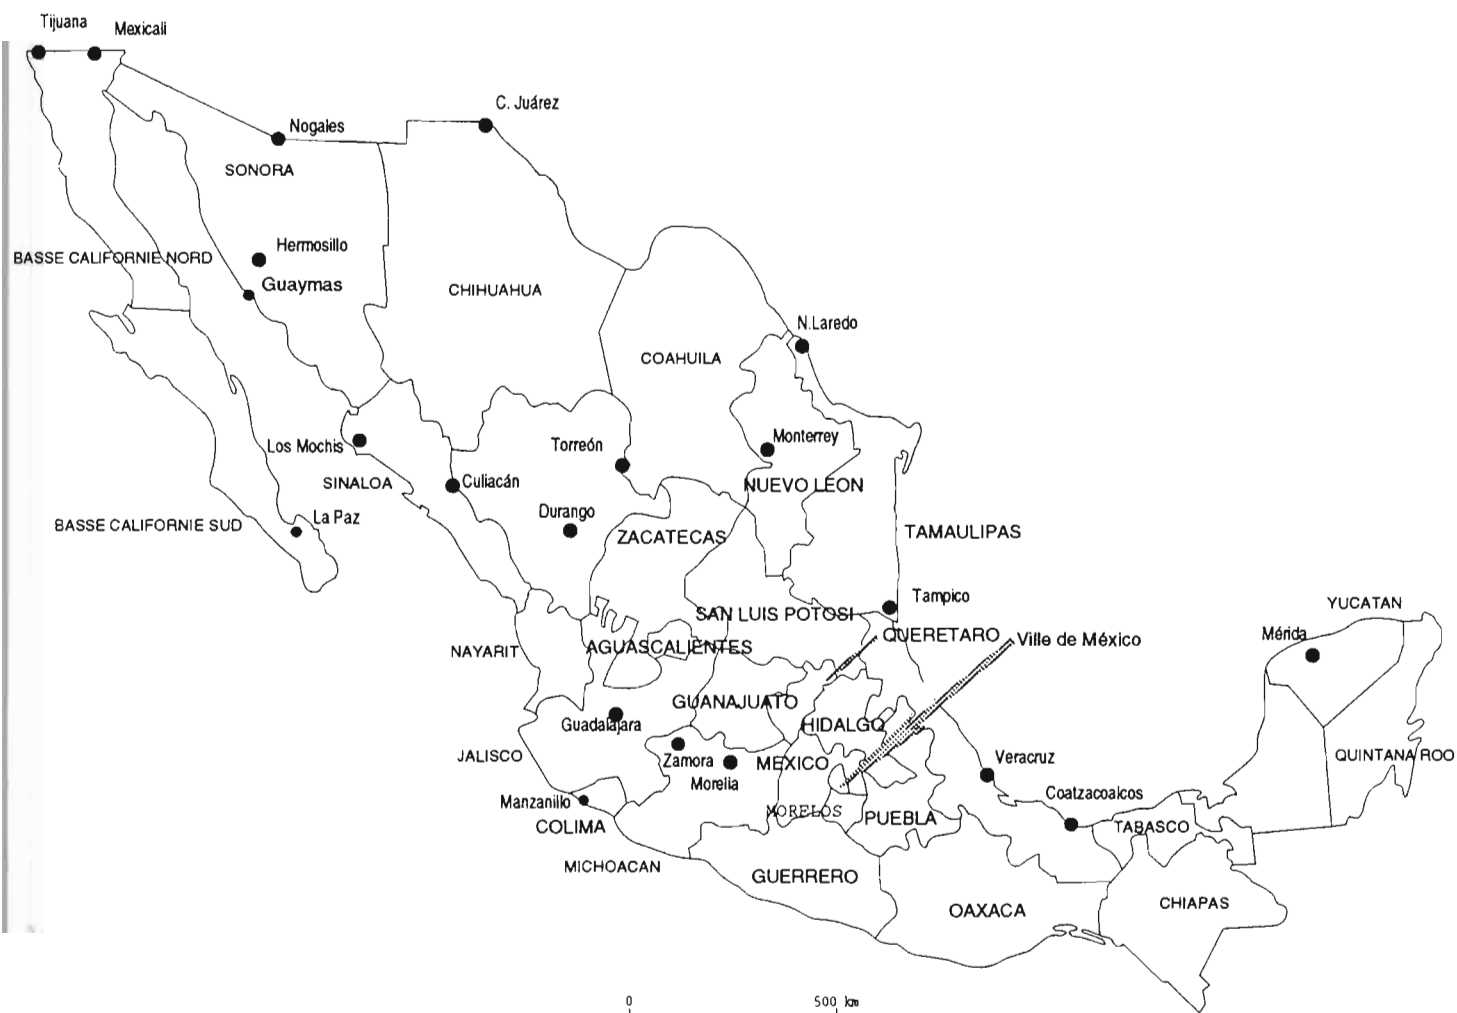 Tijuana
Mexicali
C. Juárez
Nogales
SONORA
Hermosillo
BASSE CALIFORNIE NORD
Guaymas
CHIHUAHUA
N.Laredo
COAHUILA
Monterrey
Torreón
Los Mochis
SINALOA
Culiacán
NUEVO LEON
Durango
La Paz
BASSE CALIFORNIE SUD
ZACATECAS
TAMAULIPAS
Tampico
YUCATAN
SAN LUIS POTOSI
Mérida
QUERETARO
Ville de México
NAYARIT
AGUASCALIENTES
GUANAJUATO
Guadalajara
HIDALGO
JALISCO
Zamora
MEXICO
Veracruz
QUINTANA ROO
Morelia
Manzanillo
Coatzacoalcos
MORELOS
PUEBLA
COLIMA
TABASCO
MICHOACAN
GUERRERO
OAXACA
CHIAPAS
0 500 km